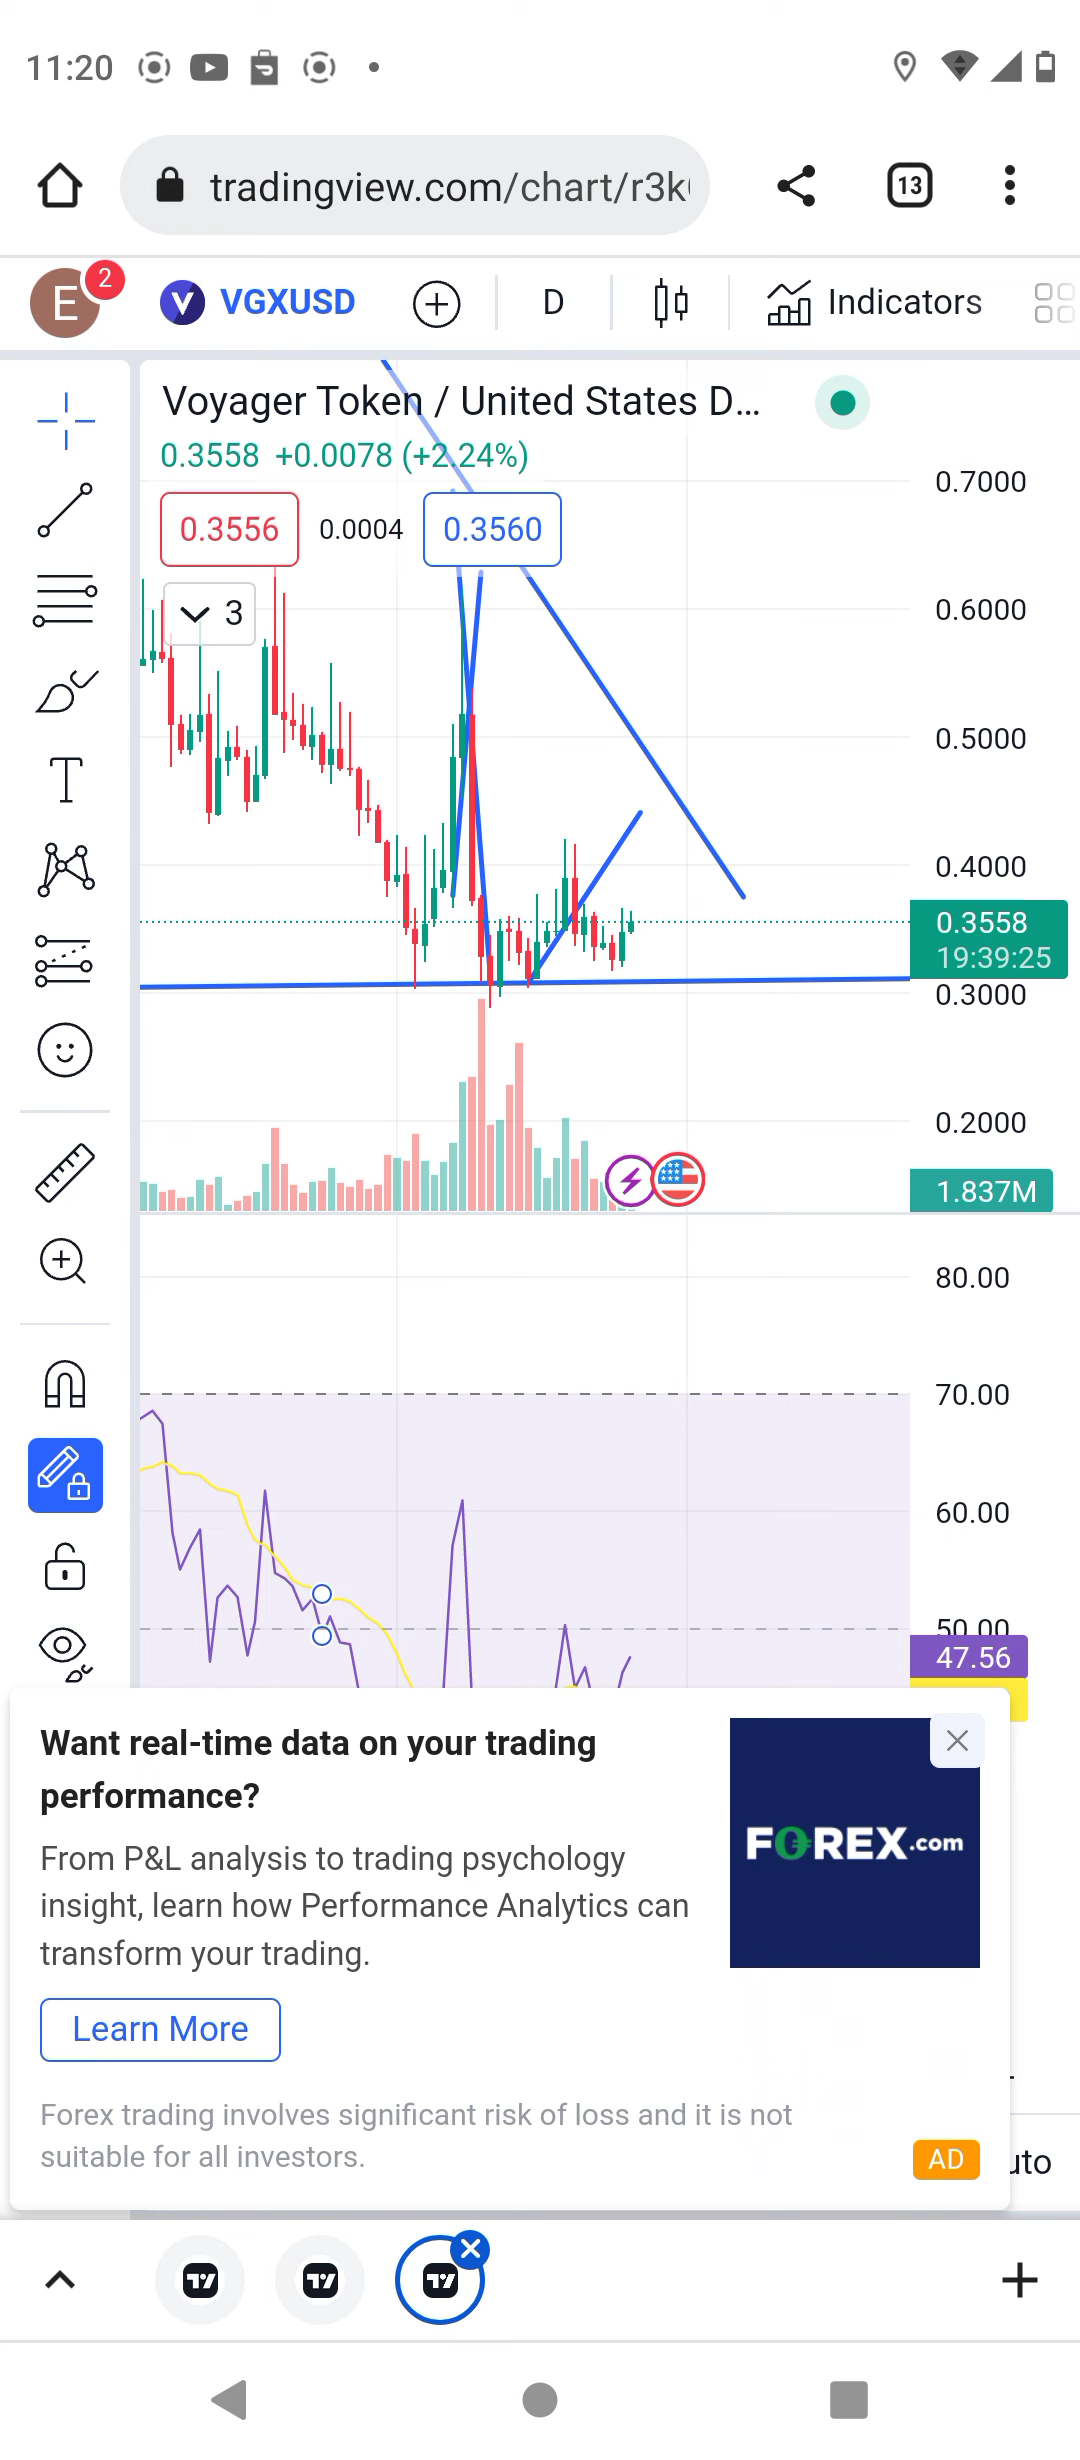 11:20
tradingview.com/chart/r3k
13
E
2
VGXUSD
D
Indicators
Voyager Token / United States D...
0.3558 +0.0078 (+2.24%)
0.3556
0.0004
0.3560
3
0.7000
0.6000
0.5000
0.4000
0.3558
19:39:25
0.3000
0.2000
1.837M
80.00
70.00
60.00
50.00
47.56
Want real-time data on your trading
performance?
From P&L analysis to trading psychology
insight, learn how Performance Analytics can
transform your trading.
FOREX.com
Learn More
Forex trading involves significant risk of loss and it is not
suitable for all investors.
AD
uto